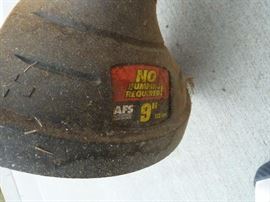 NO
BUMPING
REQUIRED!
AFS
9"